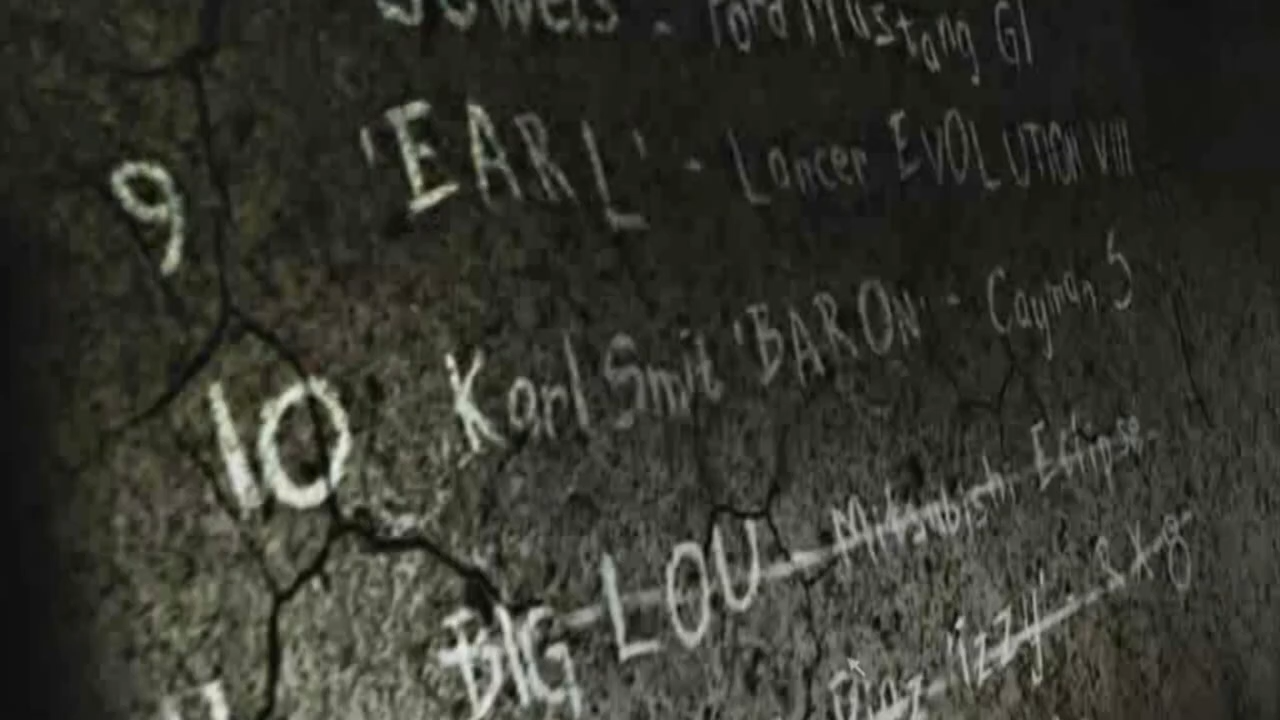 Jewels - Ford Mustang GT
9 'EARL' - Lancer EVOLUTION VIII
10 Karl Smit 'BARON' - Cayman S
BIG LOU - Mitsubishi Eclipse
'izzy' - SX-8